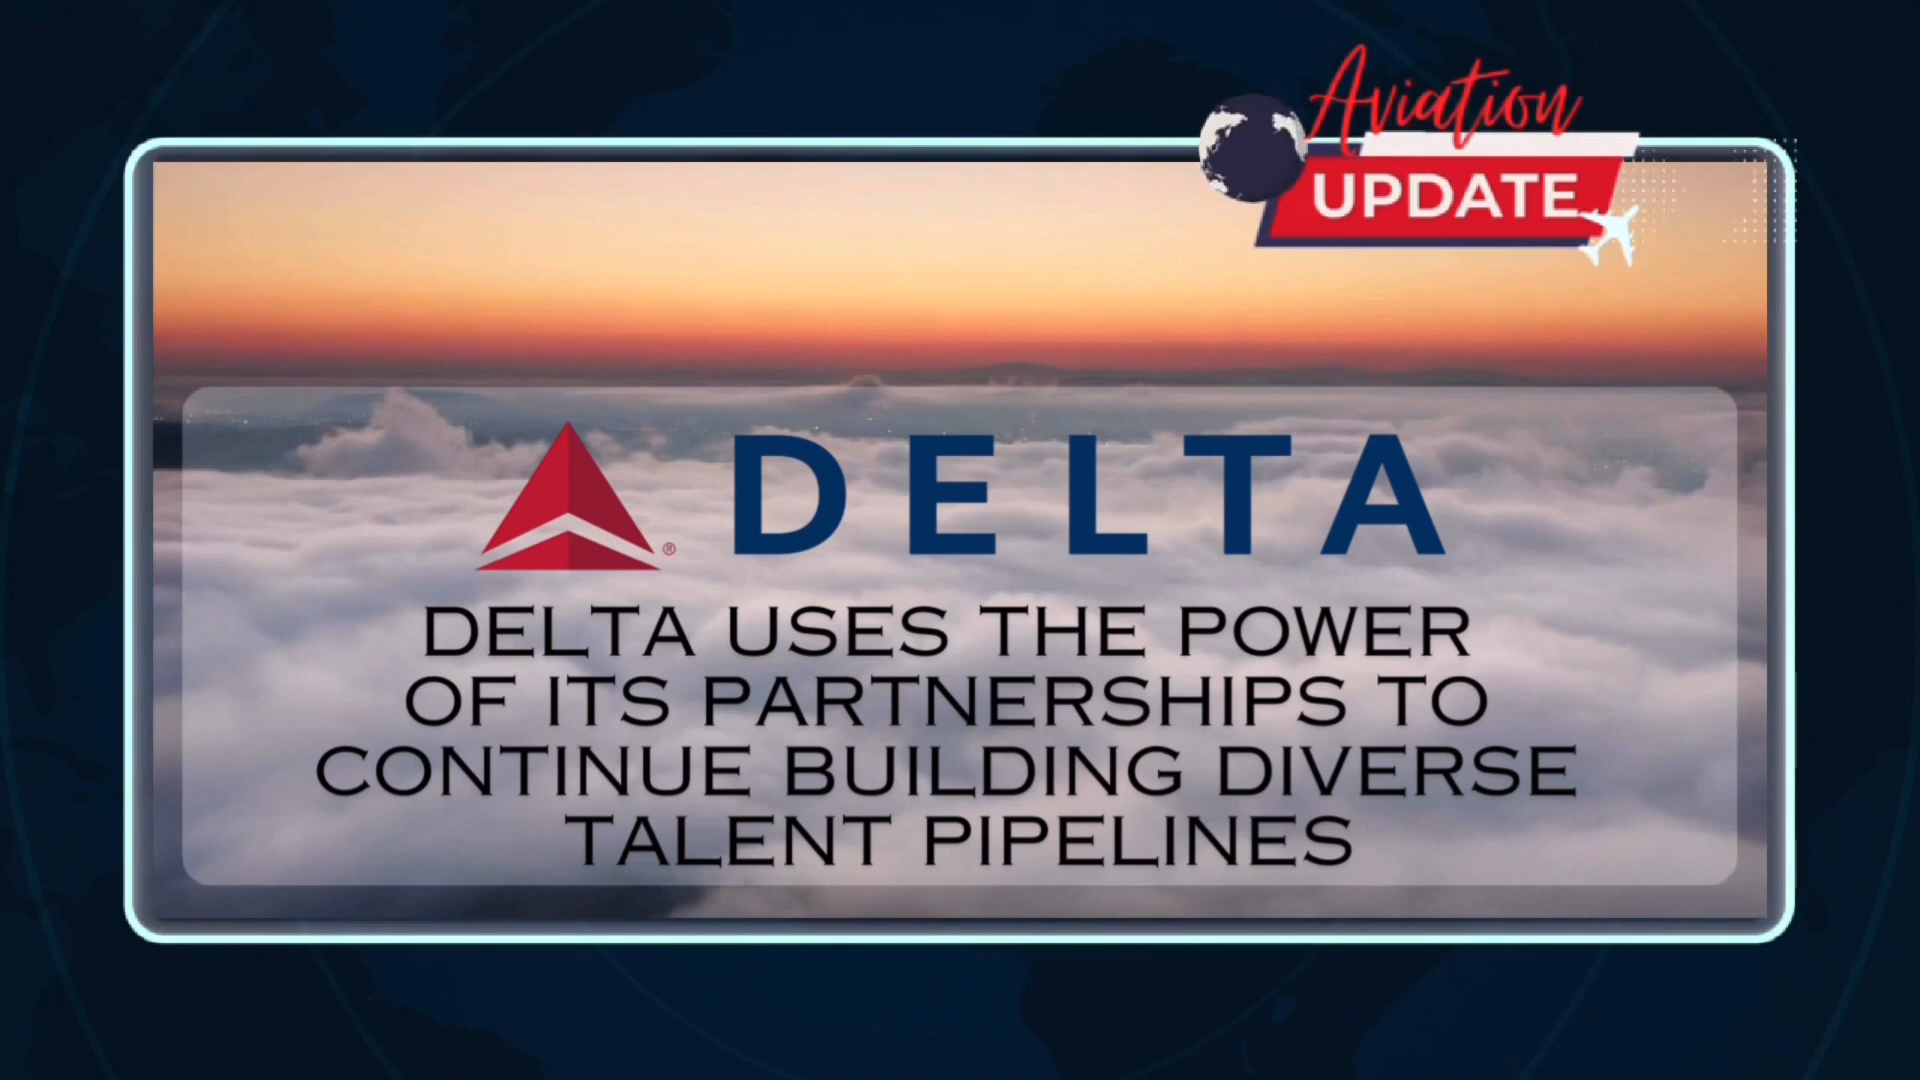 Aviation
UPDATE
DELTA
DELTA USES THE POWER
OF ITS PARTNERSHIPS TO
CONTINUE BUILDING DIVERSE
TALENT PIPELINES